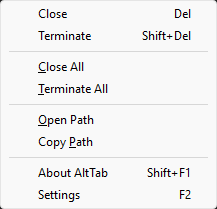 Close Del
Terminate Shift+Del
Close All
Terminate All
Open Path
Copy Path
About AltTab Shift+F1
Settings F2